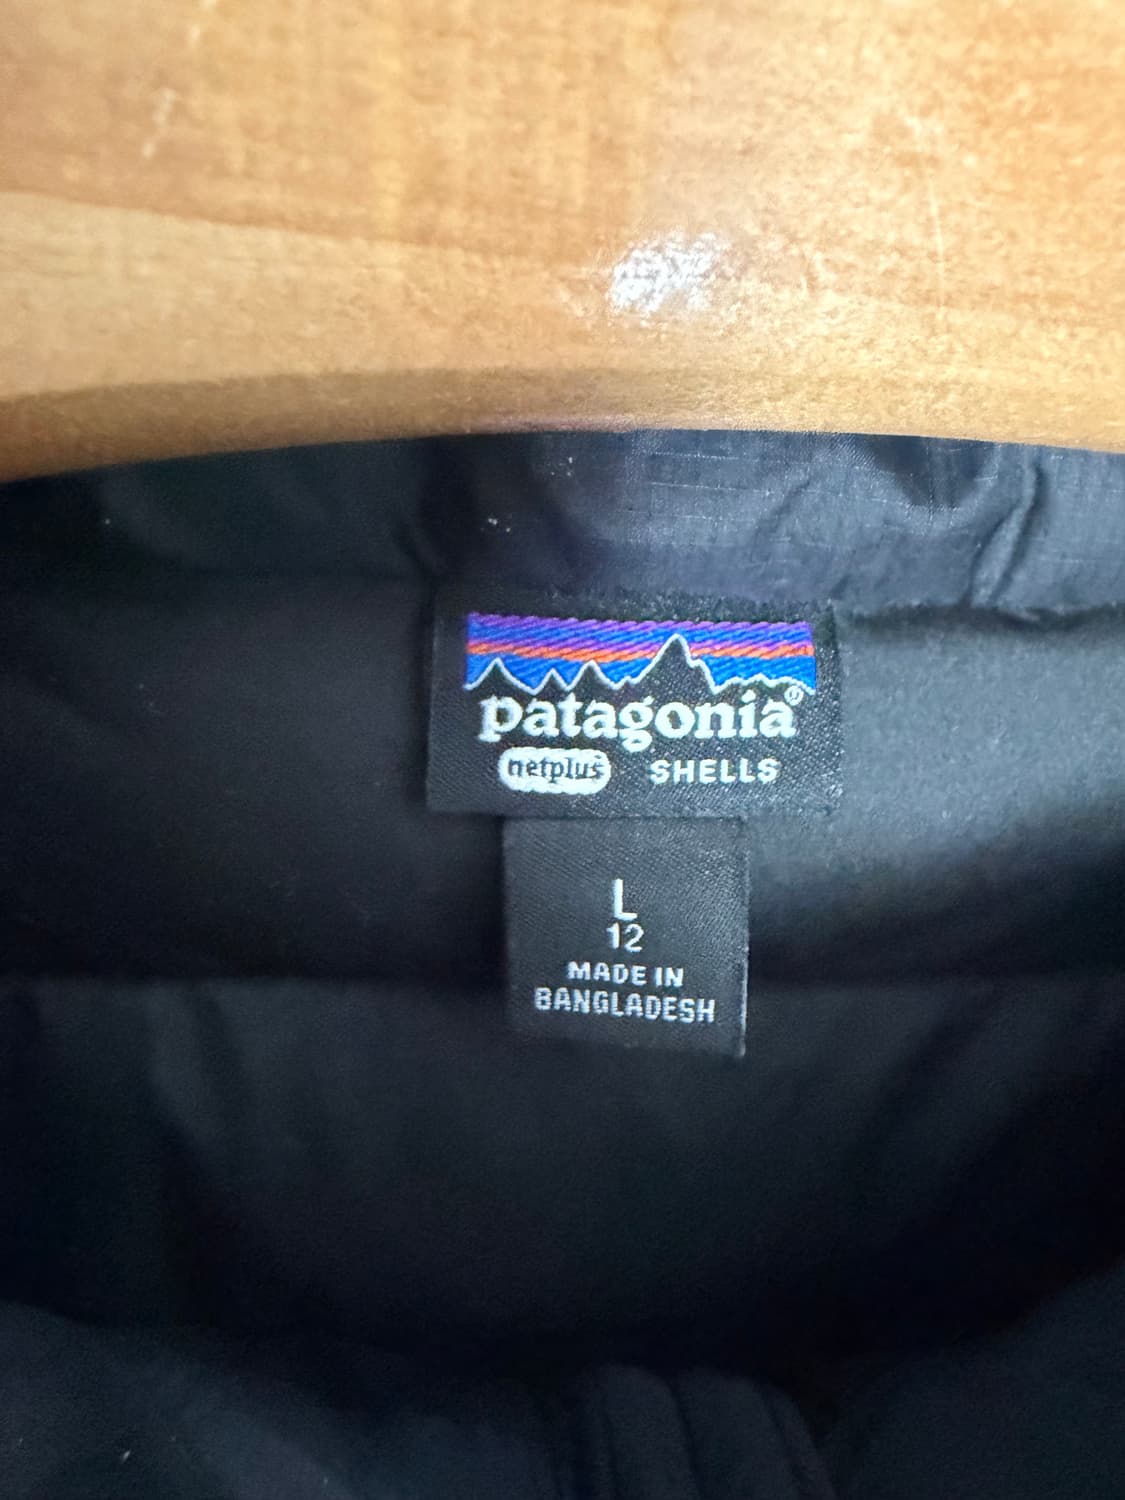 patagonia®
netplus SHELLS
L
12
MADE IN
BANGLADESH